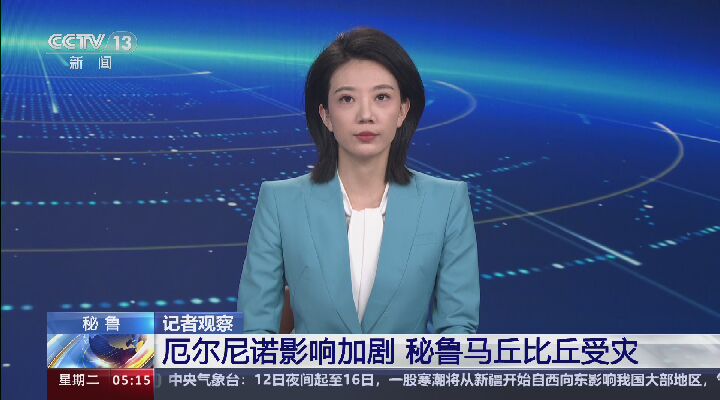 CCTV 13
新闻
秘鲁
记者观察
厄尔尼诺影响加剧 秘鲁马丘比丘受灾
星期二 05:15
中央气象台：12日夜间起至16日，一股寒潮将从新疆开始自西向东影响我国大部地区，